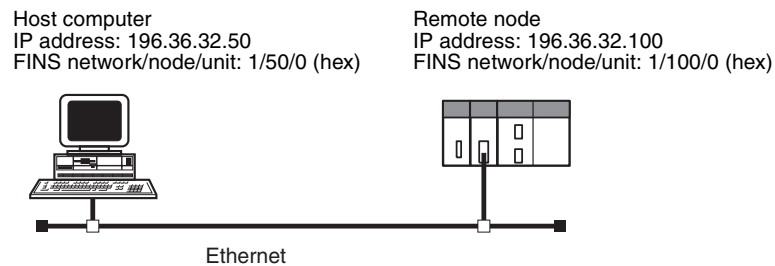 Host computer
IP address: 196.36.32.50
FINS network/node/unit: 1/50/0 (hex)
Remote node
IP address: 196.36.32.100
FINS network/node/unit: 1/100/0 (hex)
Ethernet